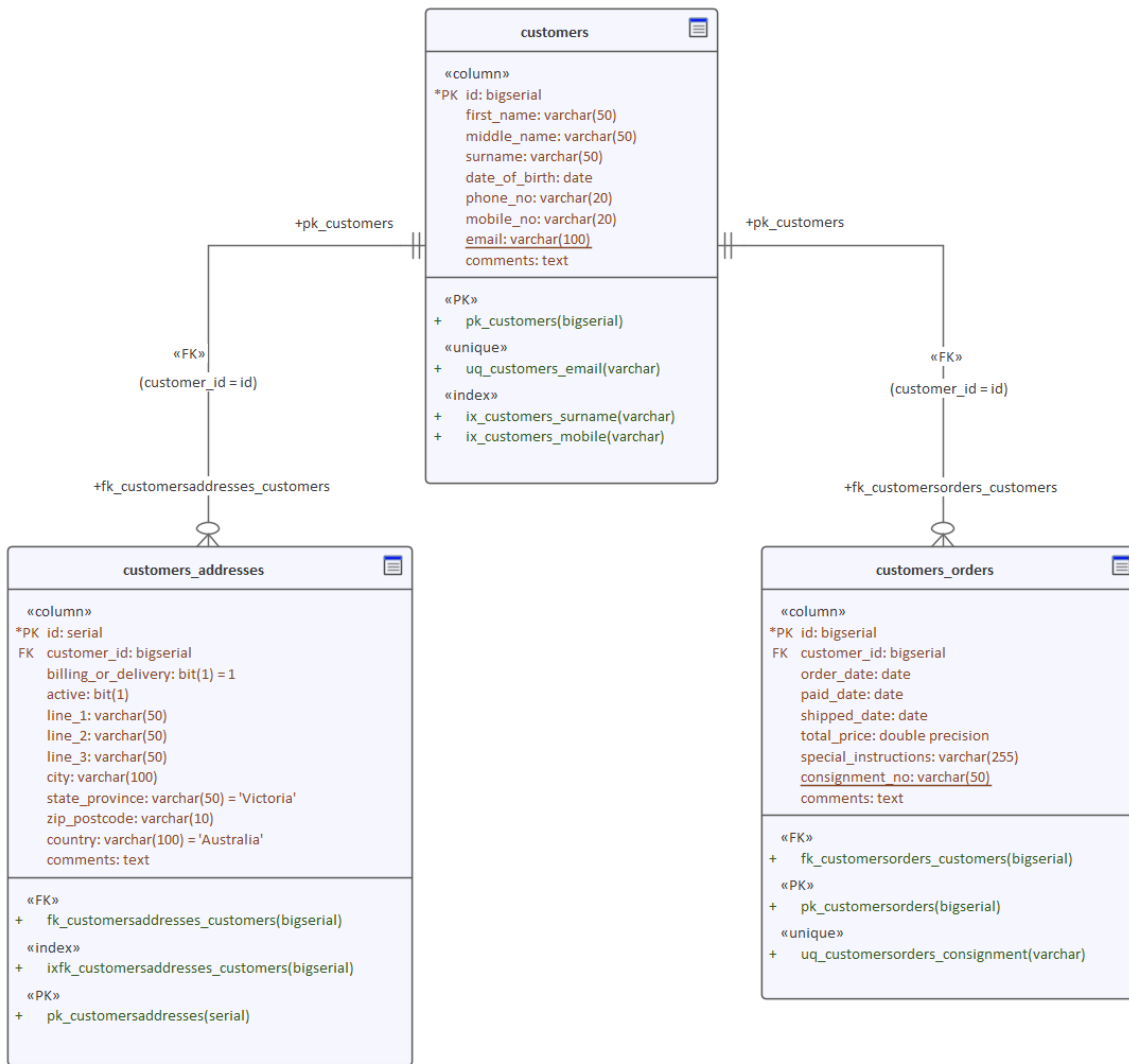 customers
«column»
*PK id: bigserial
first_name: varchar(50)
middle_name: varchar(50)
surname: varchar(50)
date_of_birth: date
phone_no: varchar(20)
mobile_no: varchar(20)
email: varchar(100)
comments: text
«PK»
+ pk_customers(bigserial)
«unique»
+ uq_customers_email(varchar)
«index»
+ ix_customers_surname(varchar)
+ ix_customers_mobile(varchar)
+pk_customers
«FK»
(customer_id = id)
+fk_customersaddresses_customers
+pk_customers
«FK»
(customer_id = id)
+fk_customersorders_customers
customers_addresses
«column»
*PK id: serial
FK customer_id: bigserial
billing_or_delivery: bit(1) = 1
active: bit(1)
line_1: varchar(50)
line_2: varchar(50)
line_3: varchar(50)
city: varchar(100)
state_province: varchar(50) = 'Victoria'
zip_postcode: varchar(10)
country: varchar(100) = 'Australia'
comments: text
«FK»
+ fk_customersaddresses_customers(bigserial)
«index»
+ ixfk_customersaddresses_customers(bigserial)
«PK»
+ pk_customersaddresses(serial)
customers_orders
«column»
*PK id: bigserial
FK customer_id: bigserial
order_date: date
paid_date: date
shipped_date: date
total_price: double precision
special_instructions: varchar(255)
consignment_no: varchar(50)
comments: text
«FK»
+ fk_customersorders_customers(bigserial)
«PK»
+ pk_customersorders(bigserial)
«unique»
+ uq_customersorders_consignment(varchar)